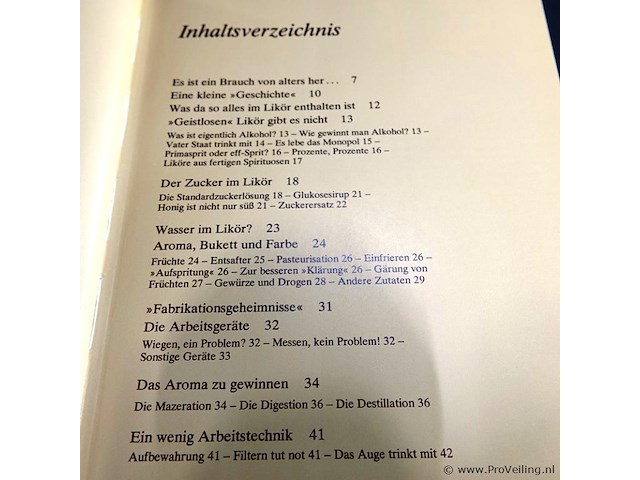 Inhaltsverzeichnis
Es ist ein Brauch von alters her ... 7
Eine kleine »Geschichte« 10
Was da so alles im Likör enthalten ist 12
»Geistlosen« Likör gibt es nicht 13
Was ist eigentlich Alkohol? 13 – Wie gewinnt man Alkohol? 13 –
Vater Staat trinkt mit 14 – Es lebe das Monopol 15 –
Primasprit oder eff-Sprit? 16 – Prozente, Prozente 16 –
Liköre aus fertigen Spirituosen 17
Der Zucker im Likör 18
Die Standardzuckerlösung 18 – Glukosesirup 21 –
Honig ist nicht nur süß 21 – Zuckerersatz 22
Wasser im Likör? 23
Aroma, Bukett und Farbe 24
Früchte 24 – Entsafter 25 – Pasteurisation 26 – Einfrieren 26 –
»Aufspritung« 26 – Zur besseren »Klärung« 26 – Gärung von
Früchten 27 – Gewürze und Drogen 28 – Andere Zutaten 29
»Fabrikationsgeheimnisse« 31
Die Arbeitsgeräte 32
Wiegen, ein Problem? 32 – Messen, kein Problem! 32 –
Sonstige Geräte 33
Das Aroma zu gewinnen 34
Die Mazeration 34 – Die Digestion 36 – Die Destillation 36
Ein wenig Arbeitstechnik 41
Aufbewahrung 41 – Filtern tut not 41 – Das Auge trinkt mit 42
© www.ProVeiling.nl